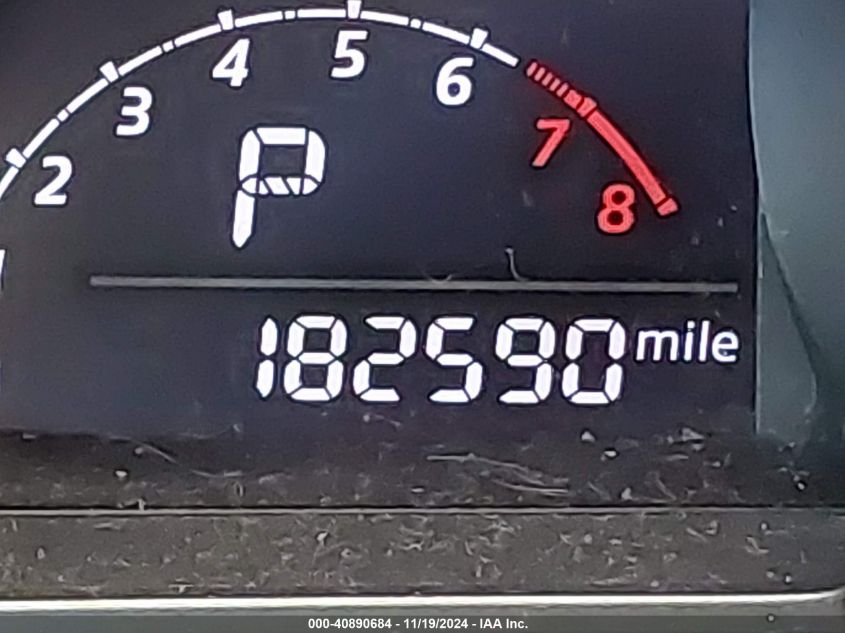 2 3 4 5 6 7 8
P
182590 mile
000-40890684 - 11/19/2024 - IAA Inc.